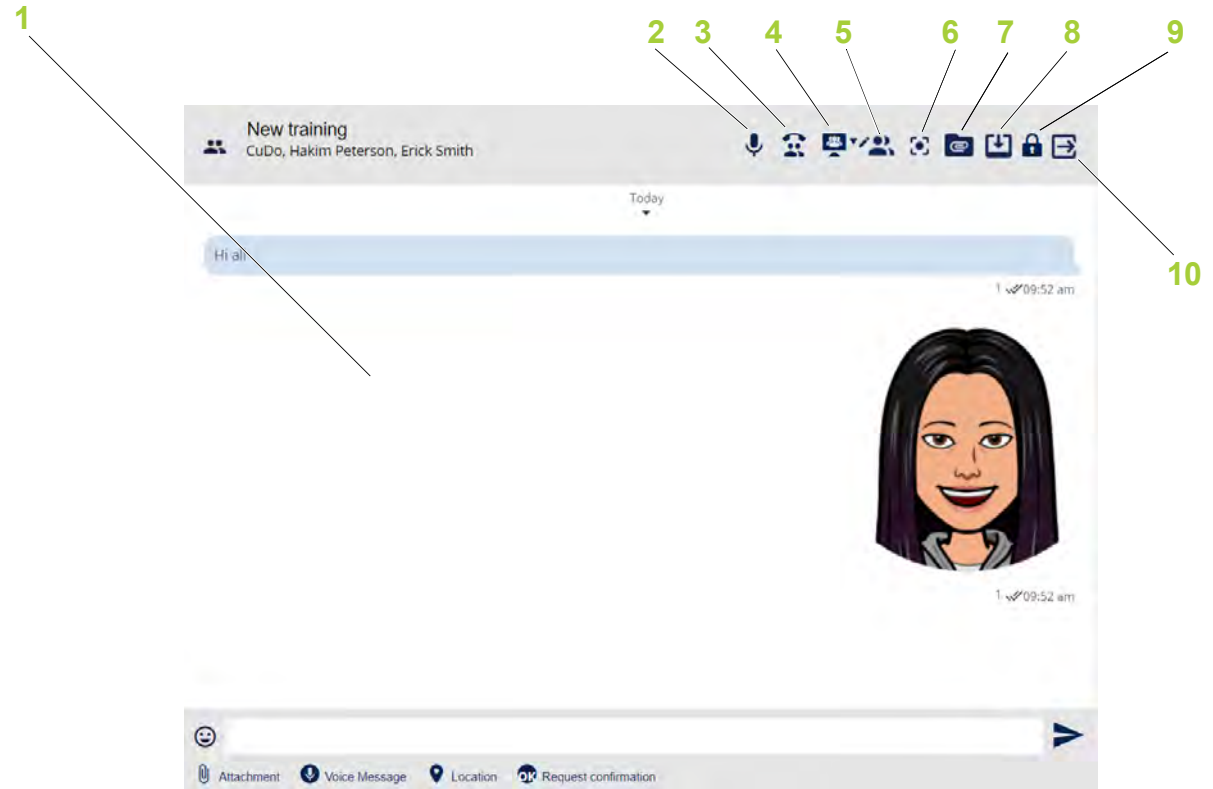 1
2 3 4 5 6 7 8 9
New training
CuDo, Hakim Peterson, Erick Smith
10
Today
Hi all
1 09:52 am
1 09:52 am
Attachment Voice Message Location OK Request confirmation